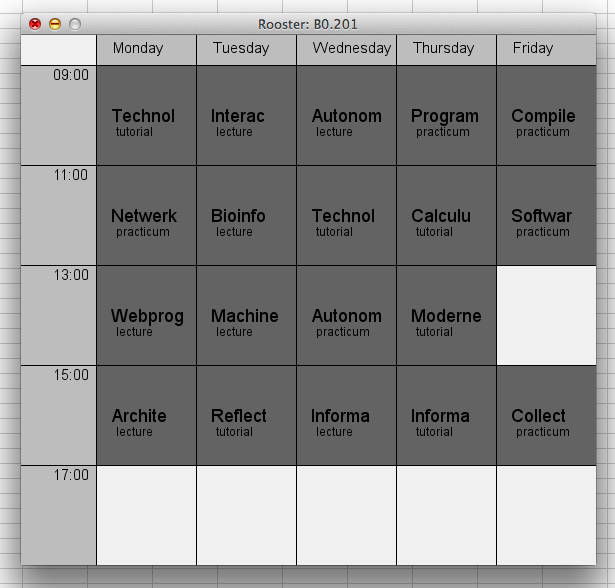 Rooster: B0.201
Monday Tuesday Wednesday Thursday Friday
09:00
Technol Interac Autonom Program Compile
tutorial lecture lecture practicum practicum
11:00
Netwerk Bioinfo Technol Calculu Softwar
practicum lecture tutorial tutorial practicum
13:00
Webprog Machine Autonom Moderne
lecture lecture practicum tutorial
15:00
Archite Reflect Informa Informa Collect
lecture tutorial lecture tutorial practicum
17:00